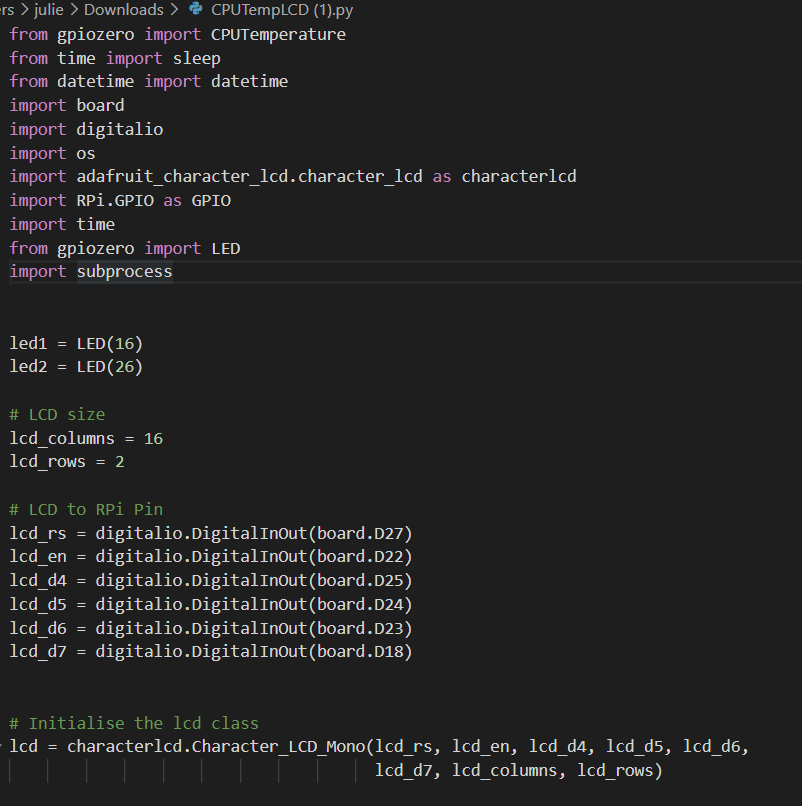 ers > julie > Downloads > CPUTempLCD (1).py
from gpiozero import CPUTemperature
from time import sleep
from datetime import datetime
import board
import digitalio
import os
import adafruit_character_lcd.character_lcd as characterlcd
import RPi.GPIO as GPIO
import time
from gpiozero import LED
import subprocess
led1 = LED(16)
led2 = LED(26)
# LCD size
lcd_columns = 16
lcd_rows = 2
# LCD to RPi Pin
lcd_rs = digitalio.DigitalInOut(board.D27)
lcd_en = digitalio.DigitalInOut(board.D22)
lcd_d4 = digitalio.DigitalInOut(board.D25)
lcd_d5 = digitalio.DigitalInOut(board.D24)
lcd_d6 = digitalio.DigitalInOut(board.D23)
lcd_d7 = digitalio.DigitalInOut(board.D18)
# Initialise the lcd class
lcd = characterlcd.Character_LCD_Mono(lcd_rs, lcd_en, lcd_d4, lcd_d5, lcd_d6,
lcd_d7, lcd_columns, lcd_rows)